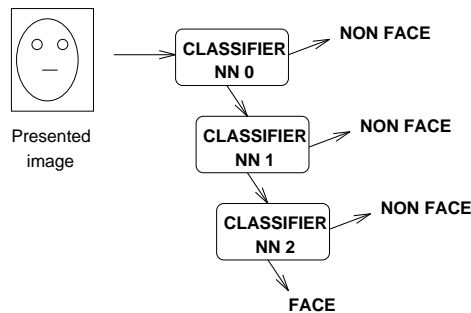 Presented
image
CLASSIFIER
NN 0
NON FACE
CLASSIFIER
NN 1
NON FACE
CLASSIFIER
NN 2
NON FACE
FACE